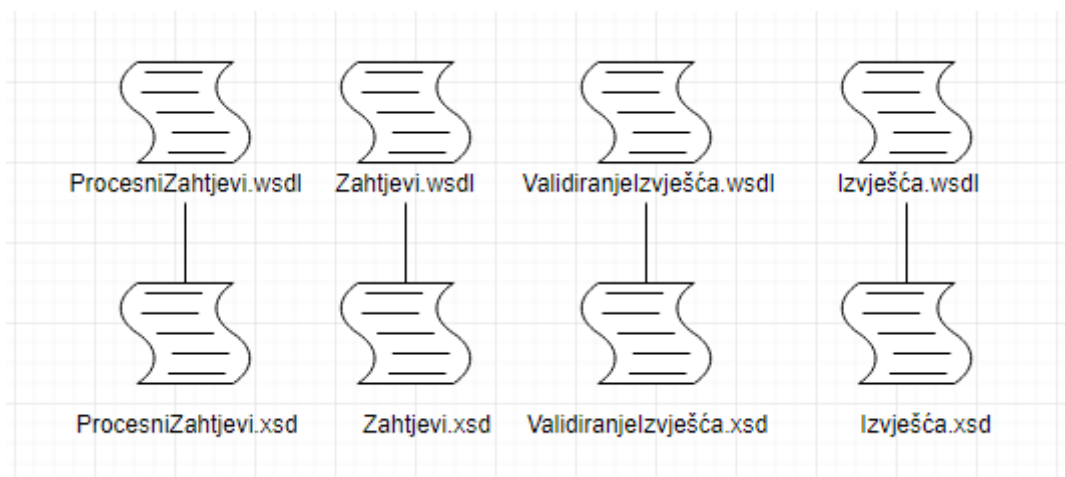 ProcesniZahtjevi.wsdl
Zahtjevi.wsdl
ValidiranjeIzvješća.wsdl
Izvješća.wsdl
ProcesniZahtjevi.xsd
Zahtjevi.xsd
ValidiranjeIzvješća.xsd
Izvješća.xsd